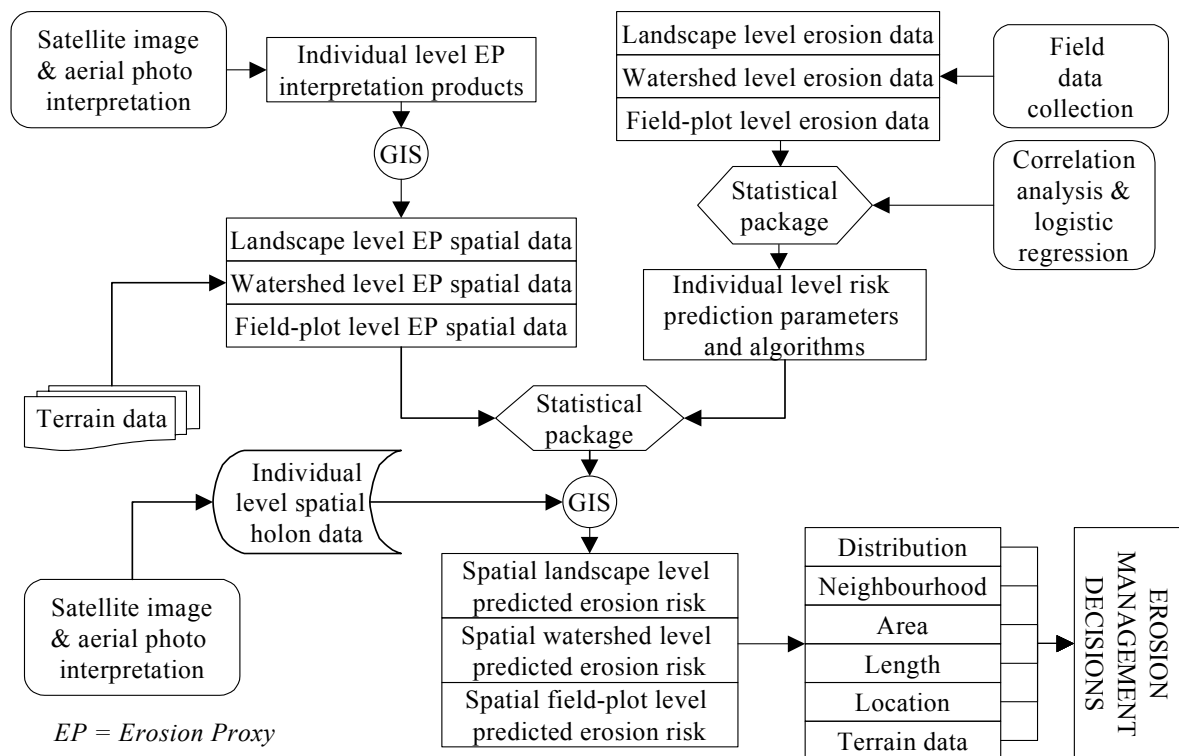 Satellite image
& aerial photo
interpretation
Individual level EP
interpretation products
GIS
Landscape level erosion data
Watershed level erosion data
Field-plot level erosion data
Field
data
collection
Statistical
package
Correlation
analysis &
logistic
regression
Landscape level EP spatial data
Watershed level EP spatial data
Field-plot level EP spatial data
Individual level risk
prediction parameters
and algorithms
Terrain data
Statistical
package
Individual
level spatial
holon data
GIS
Satellite image
& aerial photo
interpretation
Spatial landscape level
predicted erosion risk
Spatial watershed level
predicted erosion risk
Spatial field-plot level
predicted erosion risk
Distribution
Neighbourhood
Area
Length
Location
Terrain data
EROSION
MANAGEMENT
DECISIONS
EP = Erosion Proxy